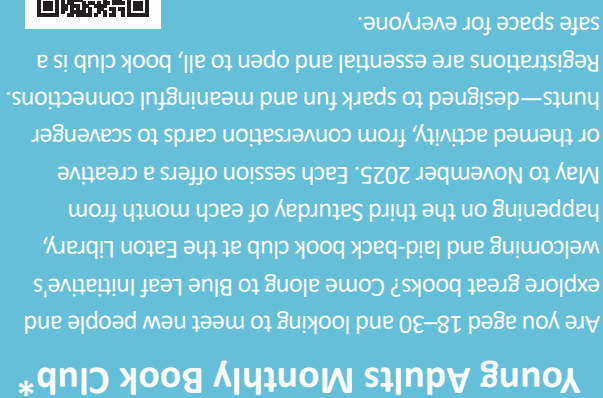 Young Adults Monthly Book Club*
Are you aged 18–30 and looking to meet new people and
explore great books? Come along to Blue Leaf Initiative's
welcoming and laid-back book club at the Eaton Library,
happening on the third Saturday of each month from
May to November 2025. Each session offers a creative
or themed activity, from conversation cards to scavenger
hunts—designed to spark fun and meaningful connections.
Registrations are essential and open to all, book club is a
safe space for everyone.